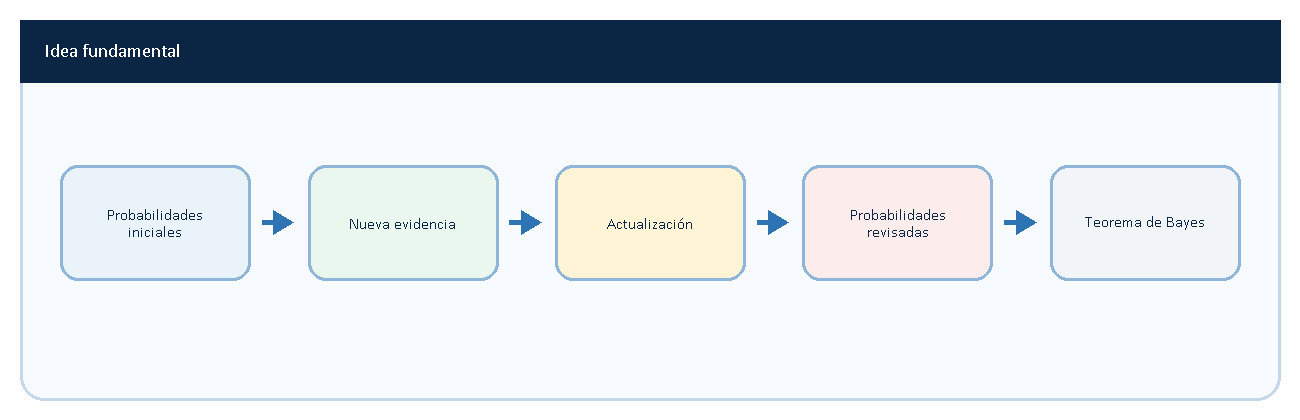 Idea fundamental
Probabilidades
iniciales
Nueva evidencia
Actualización
Probabilidades
revisadas
Teorema de Bayes